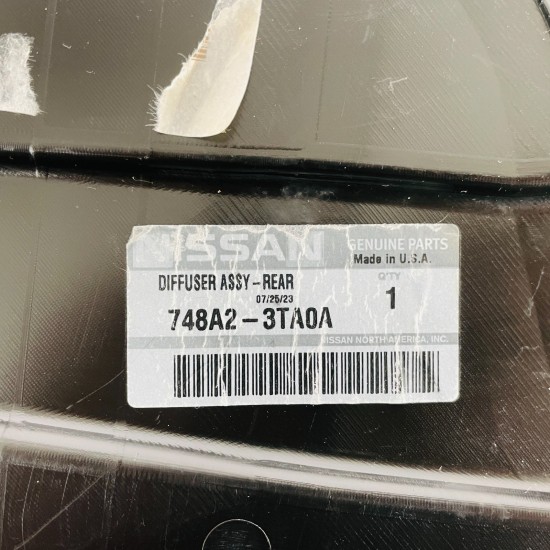 NISSAN GENUINE PARTS
Made in U.S.A.
DIFFUSER ASSY-REAR Q'TY
07/25/23
748A2-3TA0A 1
NISSAN NORTH AMERICA, INC.